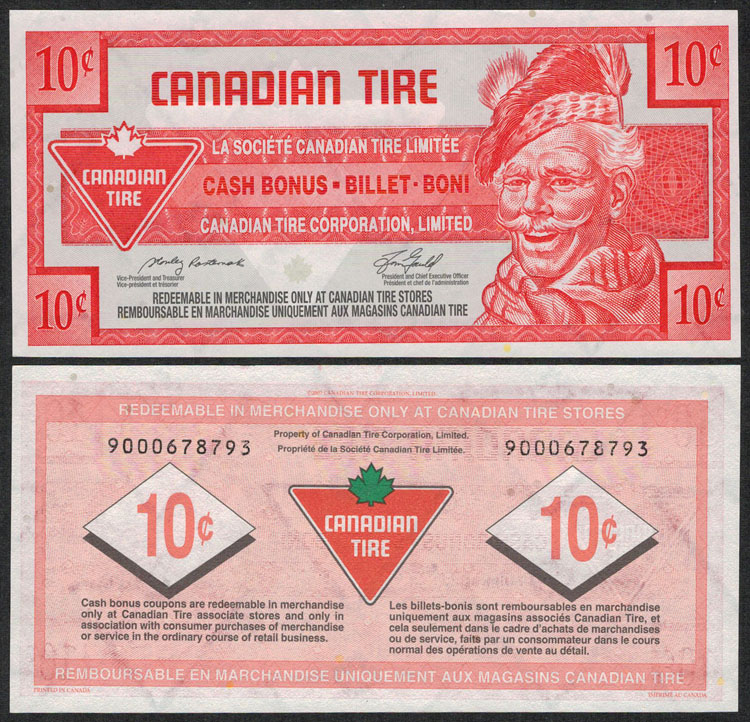 10¢
10¢
CANADIAN TIRE
LA SOCIÉTÉ CANADIAN TIRE LIMITÉE
CANADIAN
TIRE
CASH BONUS - BILLET - BONI
CANADIAN TIRE CORPORATION, LIMITED
Vice-President and Treasurer
Vice-président et trésorier
President and Chief Executive Officer
Président et chef de l'administration
10¢
10¢
REDEEMABLE IN MERCHANDISE ONLY AT CANADIAN TIRE STORES
REMBOURSABLE EN MERCHANDISE UNIQUEMENT AUX MAGASINS CANADIAN TIRE
CANADIAN TIRE CORPORATION, LIMITED
REDEEMABLE IN MERCHANDISE ONLY AT CANADIAN TIRE STORES
Property of Canadian Tire Corporation, Limited.
Propriété de la Société Canadian Tire Limitée.
9000678793
9000678793
10¢
CANADIAN
TIRE
10¢
Cash bonus coupons are redeemable in merchandise
only at Canadian Tire associate stores and only in
association with consumer purchases of merchandise
or service in the ordinary course of retail business.
Les billets-bonis sont remboursables en marchandise
uniquement aux magasins associés Canadian Tire, et
cela seulement dans le cadre d'achats de marchandises
ou de service, faits par un consommateur dans le cours
normal des opérations de vente au détail.
REMBOURSABLE EN MERCHANDISE UNIQUEMENT AUX MAGASINS CANADIAN TIRE
PRINTED IN CANADA
IMPRIMÉ AU CANADA